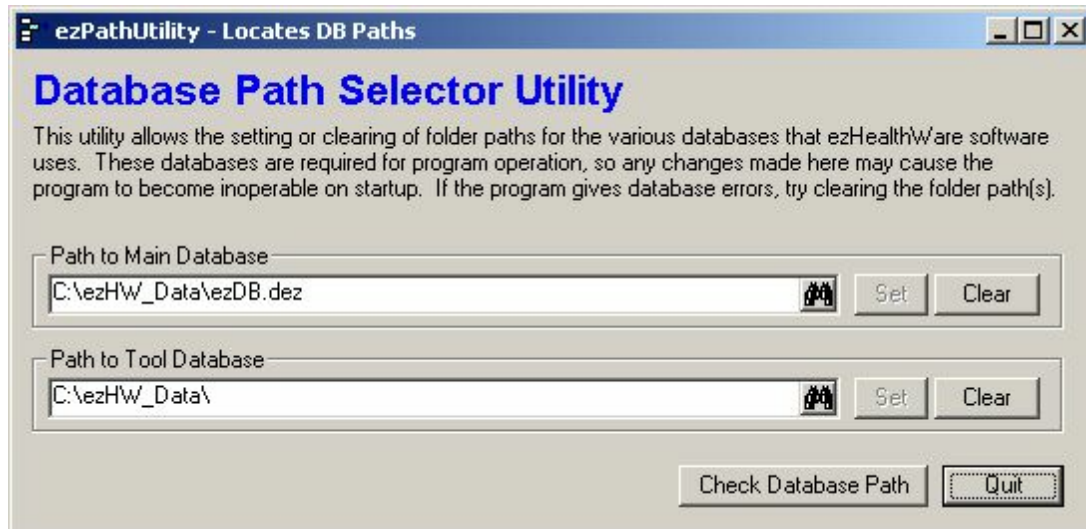 ezPathUtility - Locates DB Paths
Database Path Selector Utility
This utility allows the setting or clearing of folder paths for the various databases that ezHealthWare software
uses.  These databases are required for program operation, so any changes made here may cause the
program to become inoperable on startup.  If the program gives database errors, try clearing the folder path(s).
Path to Main Database
C:\ezHW_Data\ezDB.dez Set Clear
Path to Tool Database
C:\ezHW_Data\ Set Clear
Check Database Path Quit